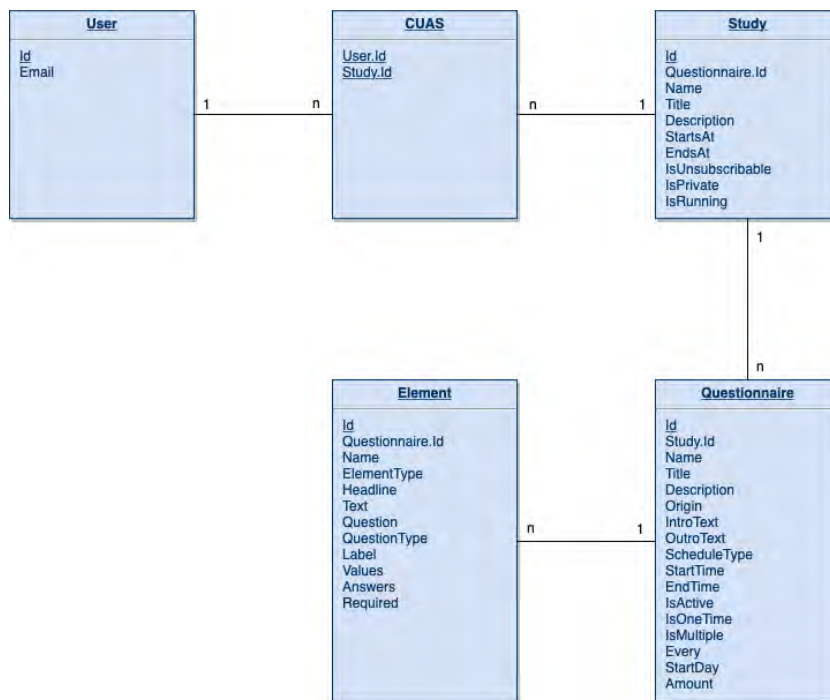 User
Id
Email
CUAS
User.Id
Study.Id
Study
Id
Questionnaire.Id
Name
Title
Description
StartsAt
EndsAt
IsUnsubscribable
IsPrivate
IsRunning
1
n
n
1
1
n
Element
Id
Questionnaire.Id
Name
ElementType
Headline
Text
Question
QuestionType
Label
Values
Answers
Required
n
1
Questionnaire
Id
Study.Id
Name
Title
Description
Origin
IntroText
OutroText
ScheduleType
StartTime
EndTime
IsActive
IsOneTime
IsMultiple
Every
StartDay
Amount